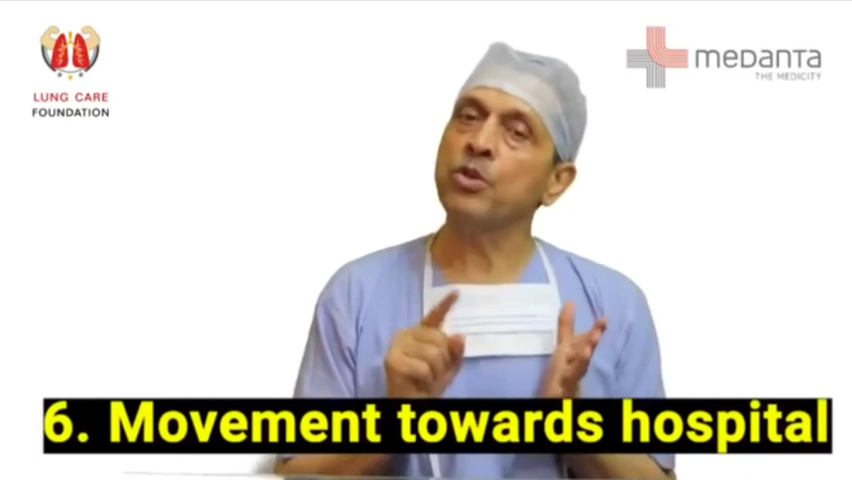 LUNG CARE
FOUNDATION
medanta
THE MEDICITY
6. Movement towards hospital